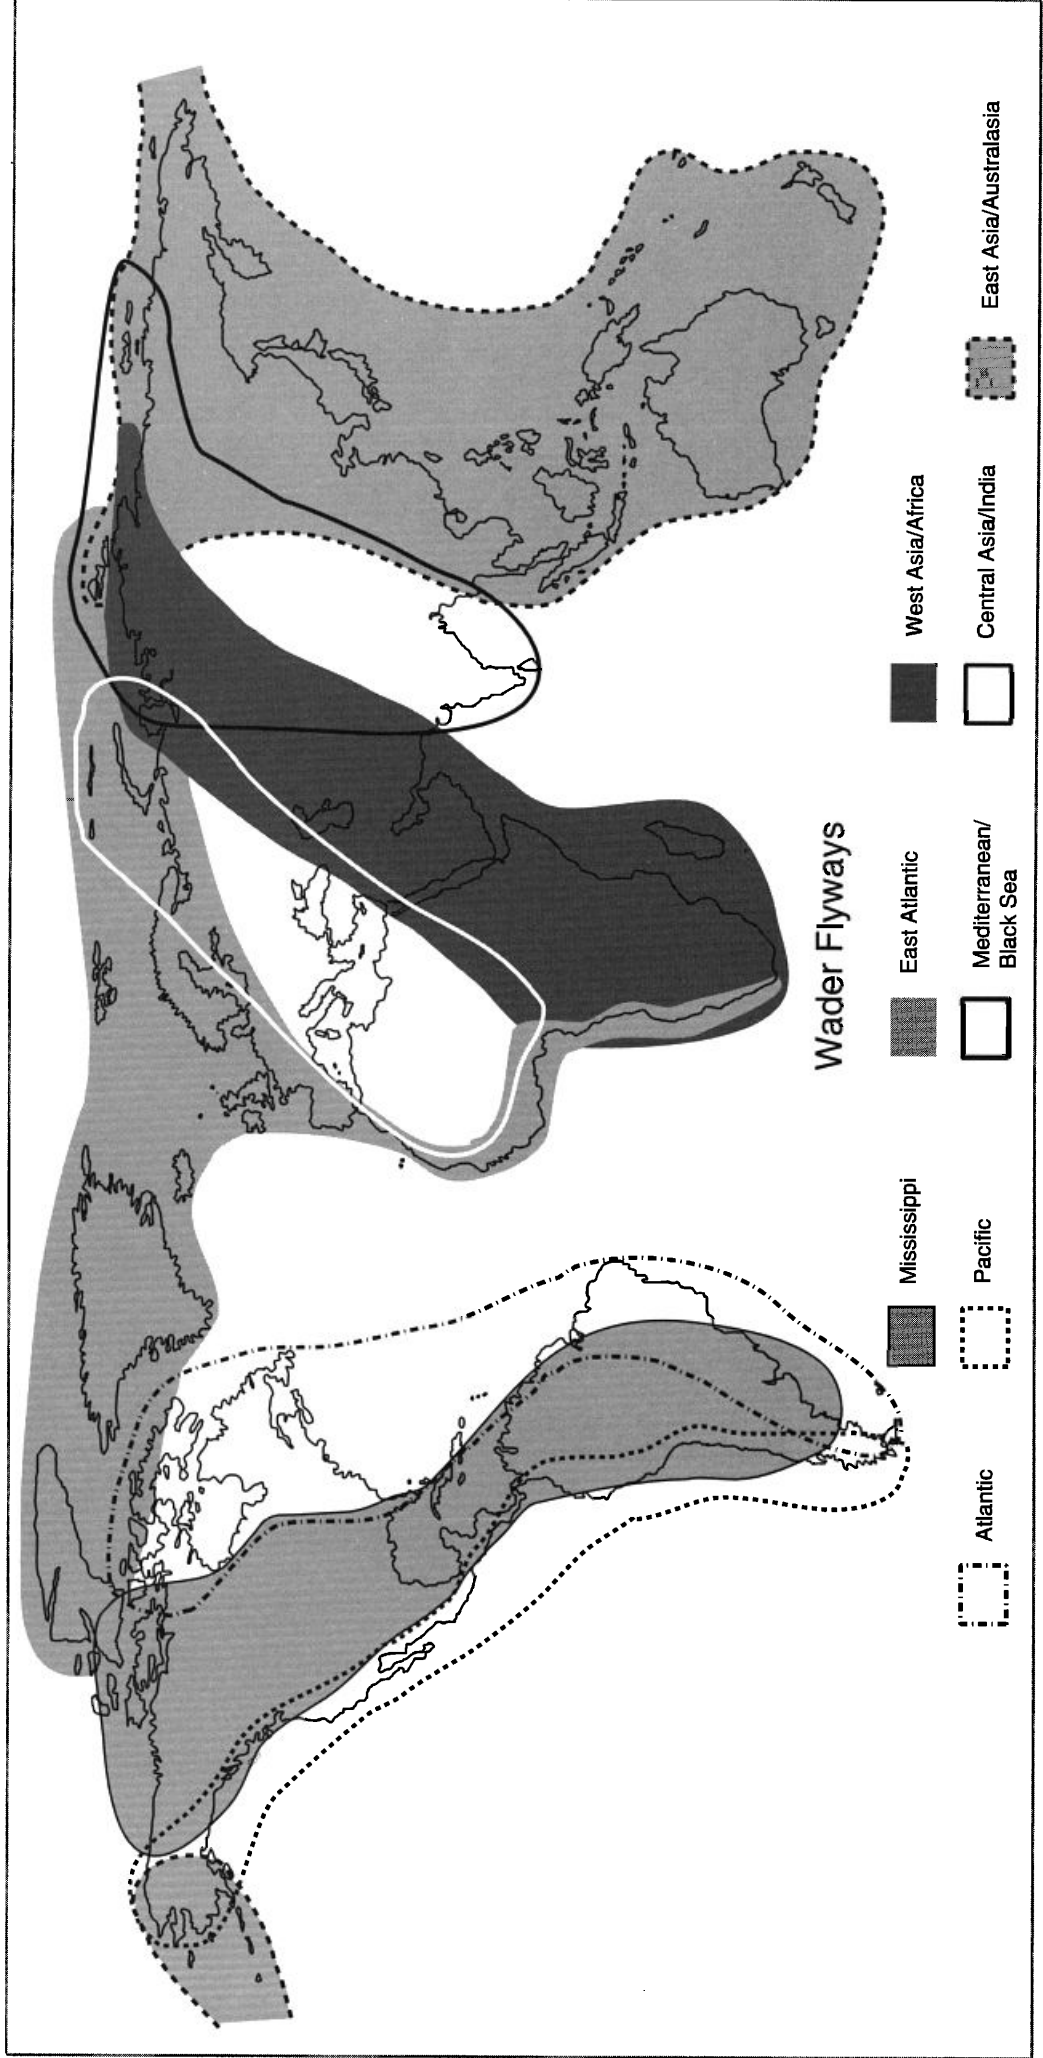 Wader Flyways
Atlantic
Mississippi
Pacific
East Atlantic
Mediterranean/
Black Sea
West Asia/Africa
Central Asia/India
East Asia/Australasia